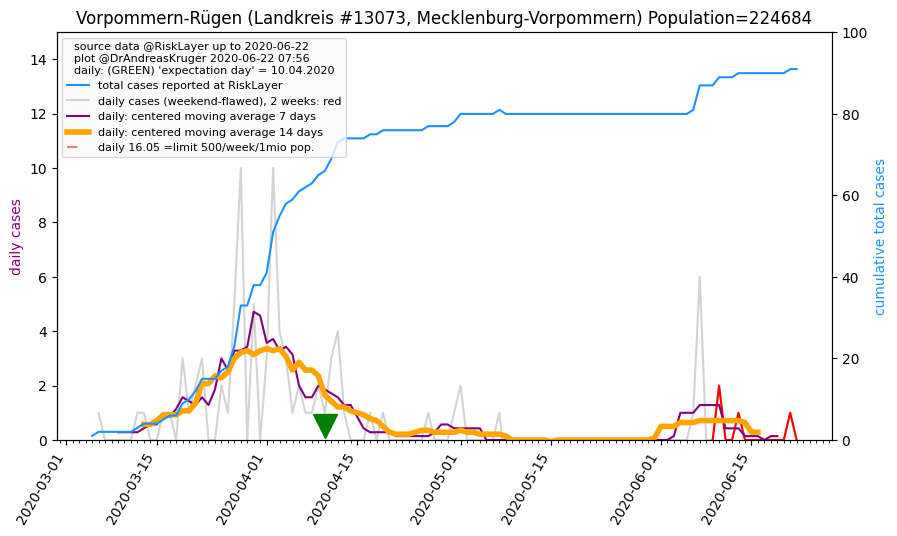 Vorpommern-Rügen (Landkreis #13073, Mecklenburg-Vorpommern) Population=224684
source data @RiskLayer up to 2020-06-22
plot @DrAndreasKruger 2020-06-22 07:56
daily: (GREEN) 'expectation day' = 10.04.2020
total cases reported at RiskLayer
daily cases (weekend-flawed), 2 weeks: red
daily: centered moving average 7 days
daily: centered moving average 14 days
daily 16.05 =limit 500/week/1mio pop.
daily cases
0
2
4
6
8
10
12
14
cumulative total cases
0
20
40
60
80
100
2020-03-01
2020-03-15
2020-04-01
2020-04-15
2020-05-01
2020-05-15
2020-06-01
2020-06-15